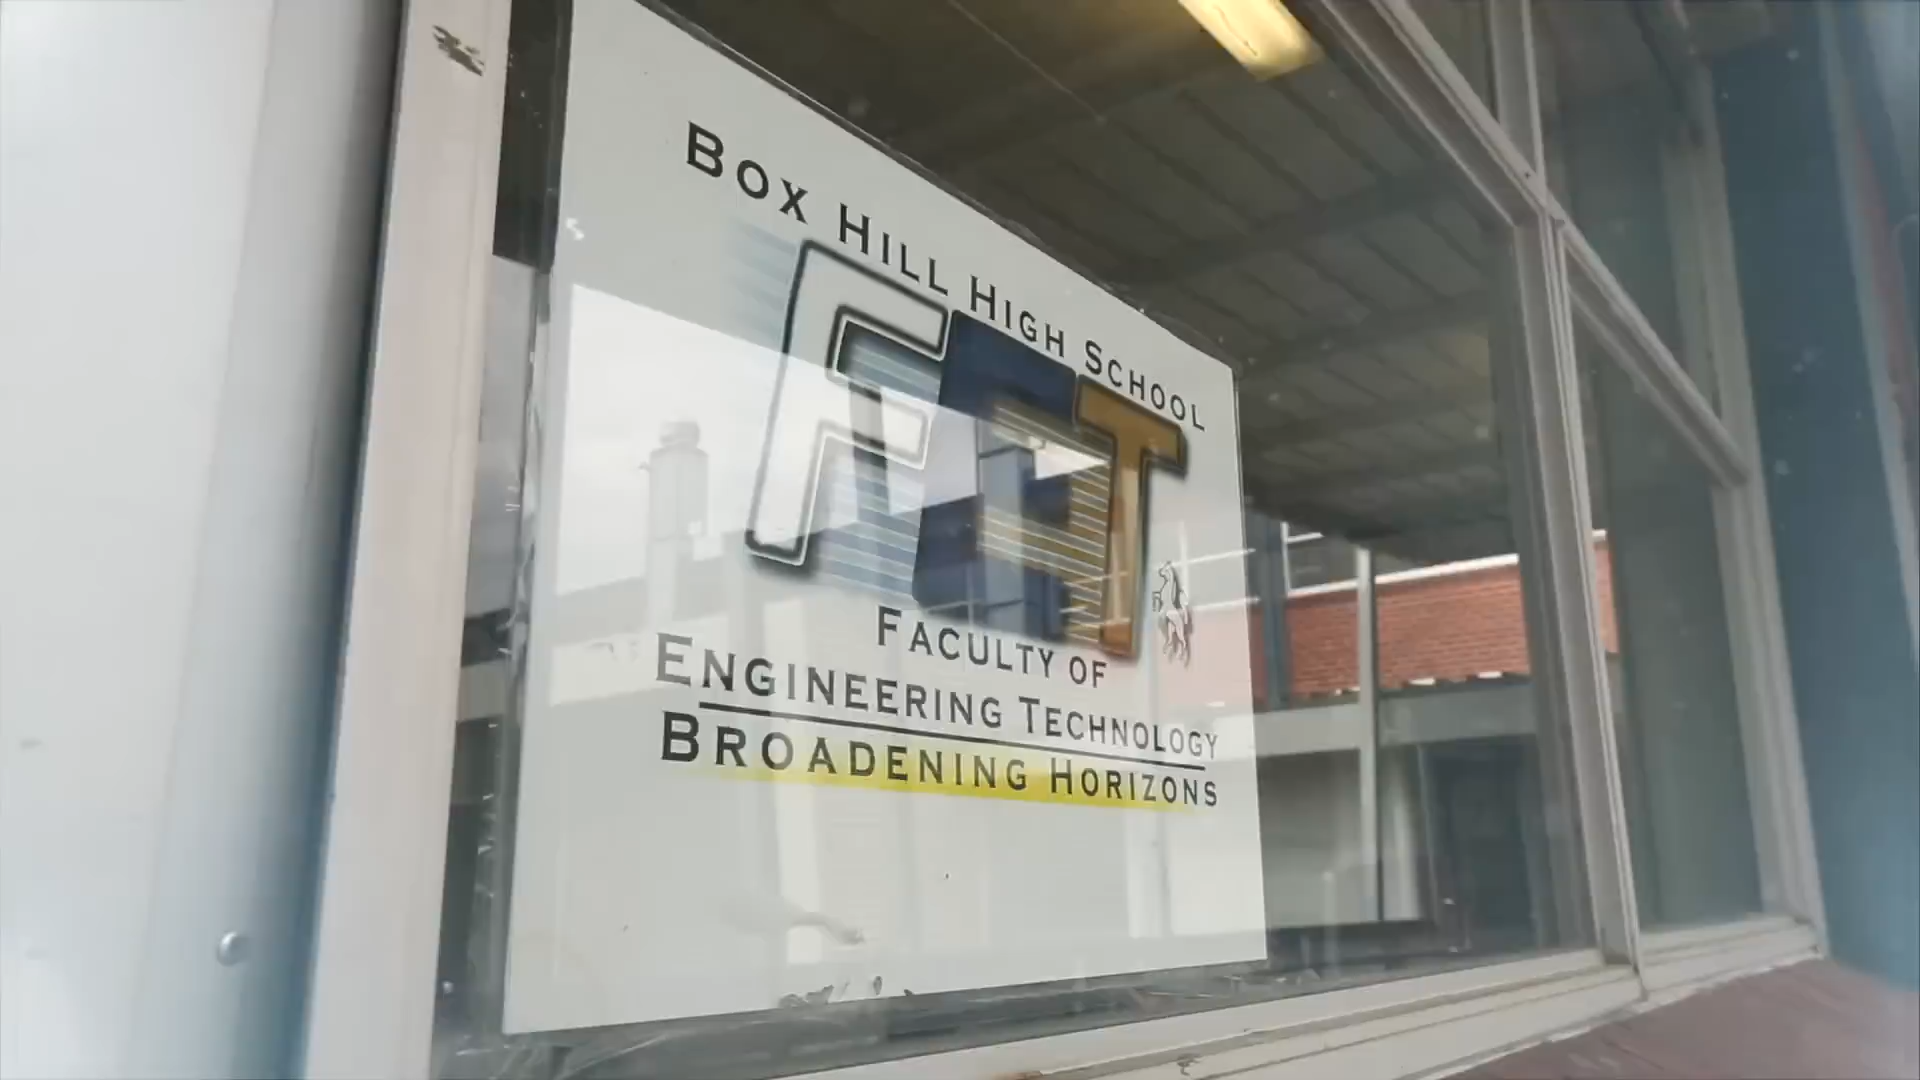 BOX HILL HIGH SCHOOL
FET
FACULTY OF
ENGINEERING TECHNOLOGY
BROADENING HORIZONS